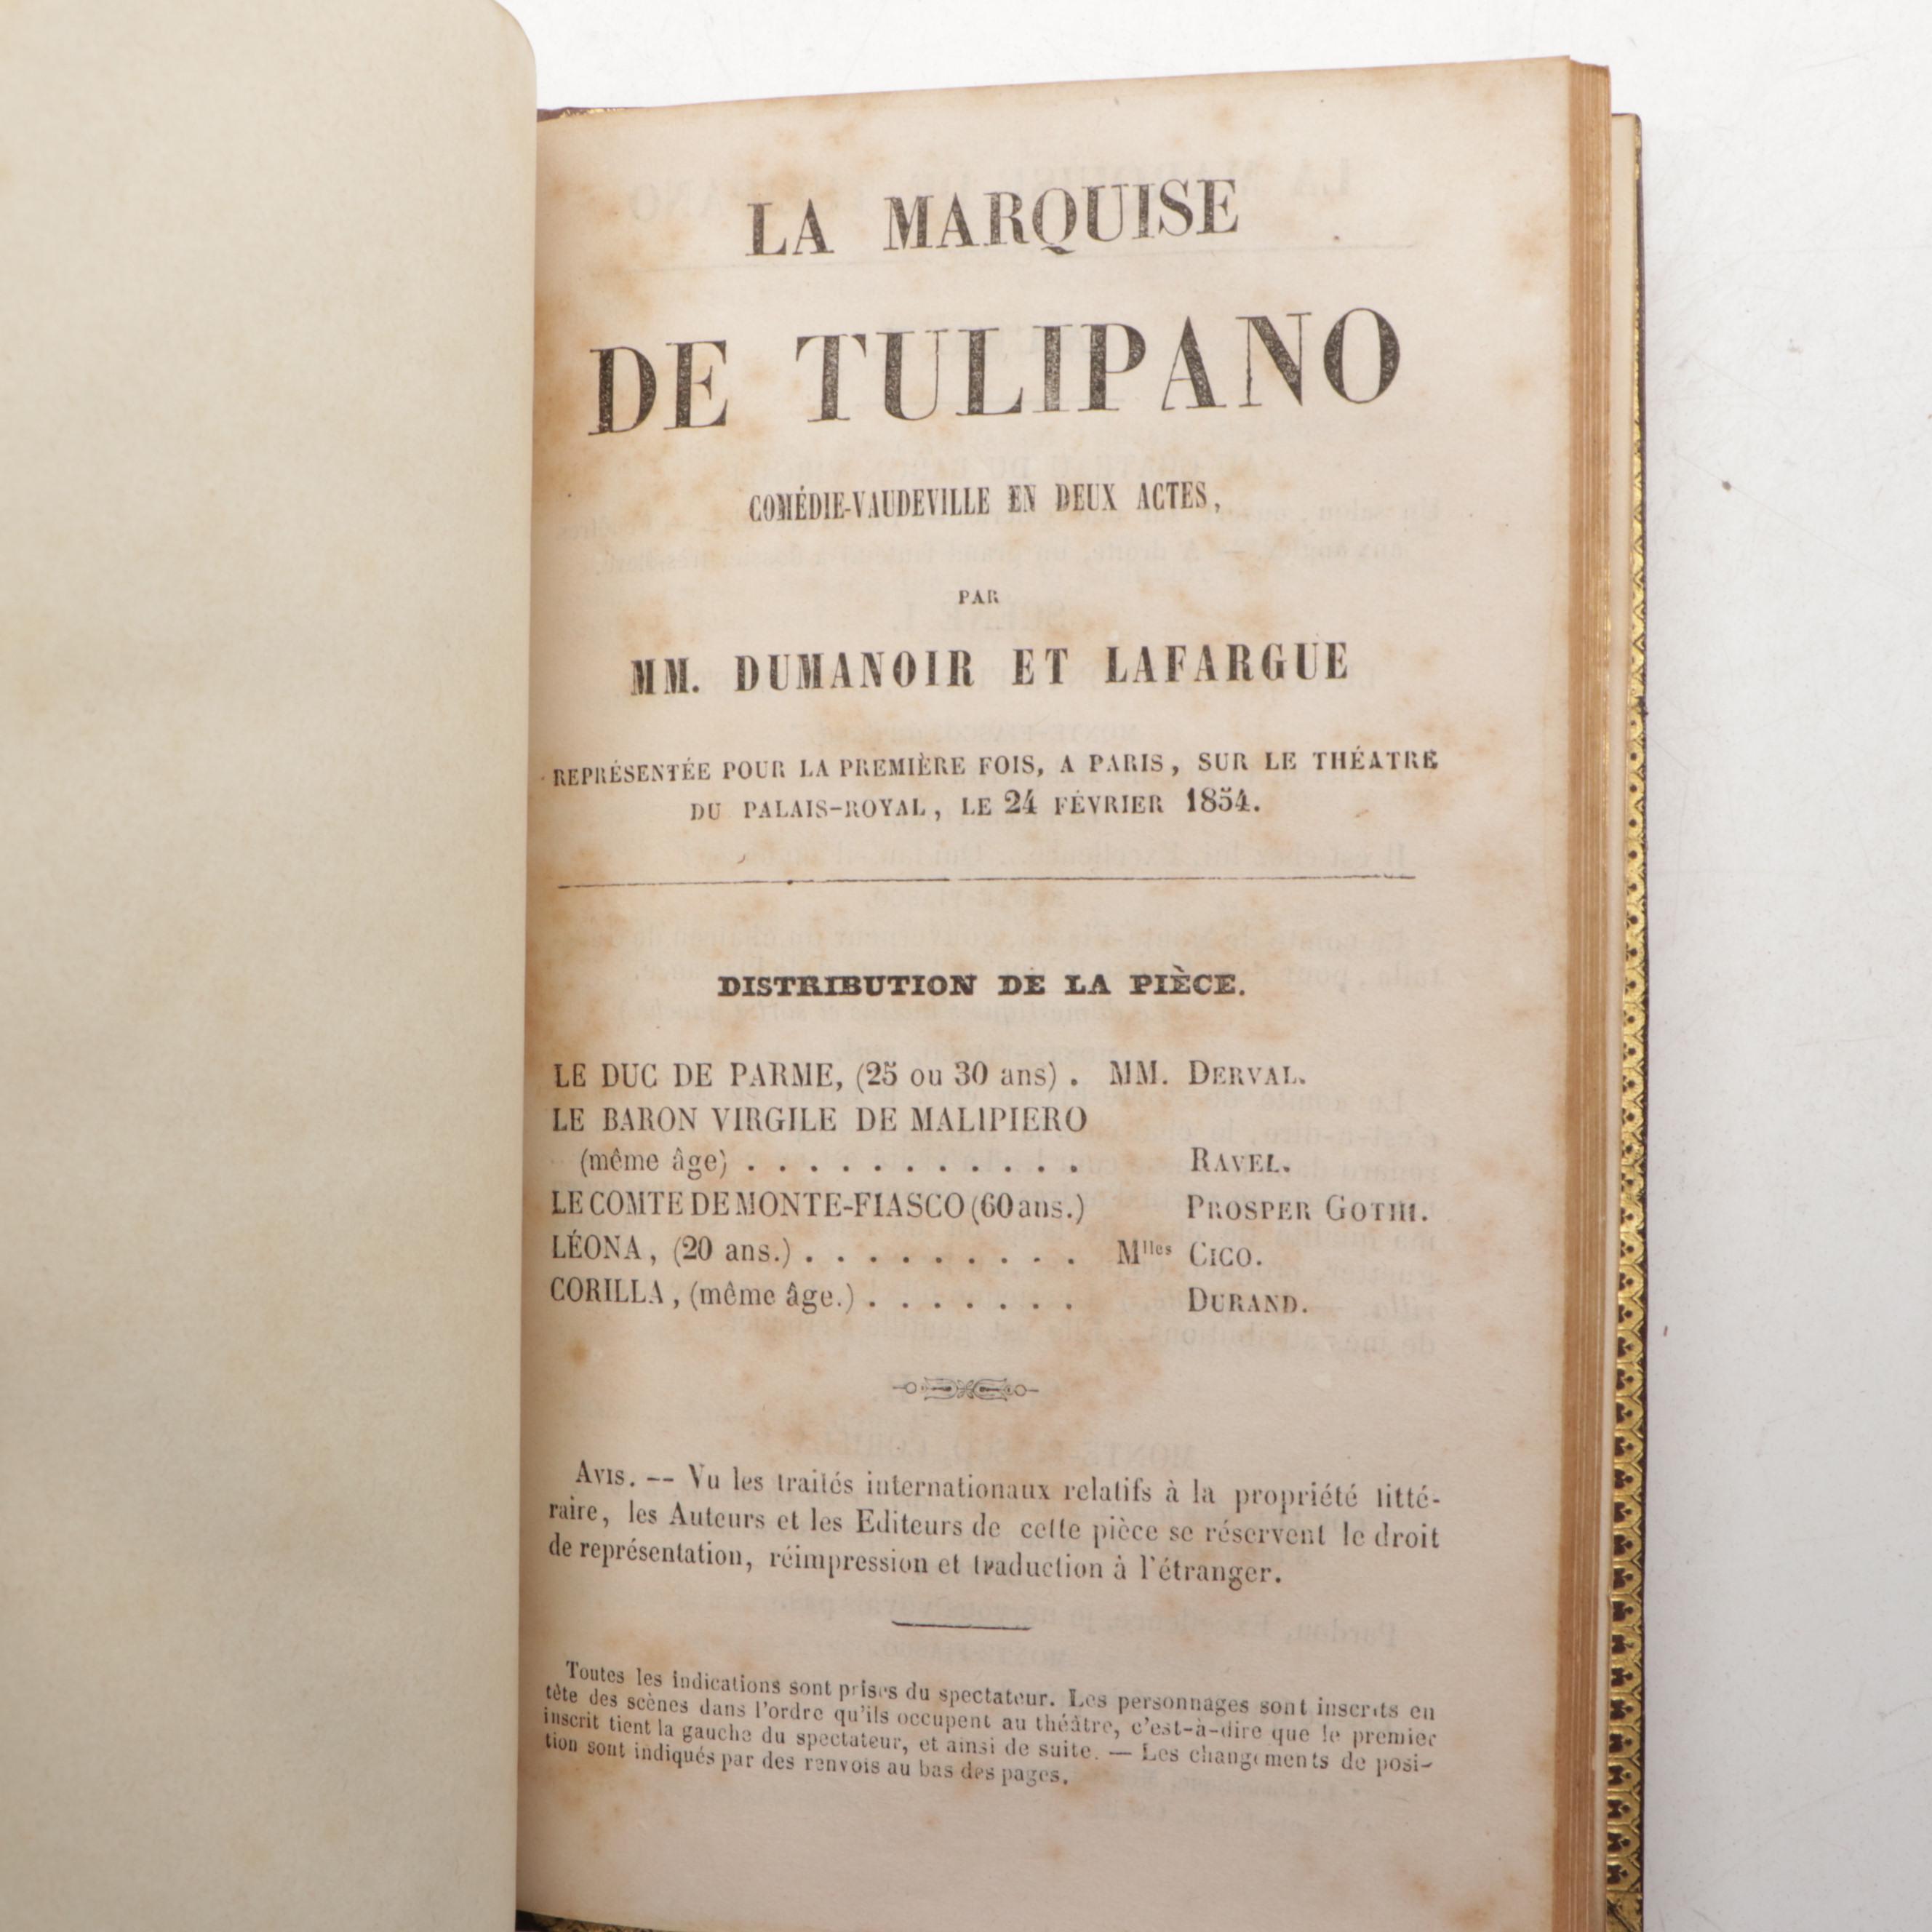 LA MARQUISE
DE TULIPANO
COMÉDIE-VAUDEVILLE EN DEUX ACTES,
PAR
MM. DUMANOIR ET LAFARGUE
REPRÉSENTÉE POUR LA PREMIÈRE FOIS, A PARIS, SUR LE THÉATRE
DU PALAIS-ROYAL, LE 24 FÉVRIER 1854.
DISTRIBUTION DE LA PIÈCE.
LE DUC DE PARME, (25 ou 30 ans) . MM. DERVAL.
LE BARON VIRGILE DE MALIPIERO
(même âge) . . . . . . . . . . . . RAVEL.
LE COMTE DE MONTE-FIASCO (60 ans.) PROSPER GOTHI.
LÉONA, (20 ans.) . . . . . . . . . . Mlles CICO.
CORILLA, (même âge.) . . . . . . . DURAND.
AVIS. -- Vu les traités internationaux relatifs à la propriété litté-
raire, les Auteurs et les Editeurs de cette pièce se réservent le droit
de représentation, réimpression et traduction à l'étranger.
Toutes les indications sont prises du spectateur. Les personnages sont inscrits en
tête des scènes dans l'ordre qu'ils occupent au théâtre, c'est-à-dire que le premier
inscrit tient la gauche du spectateur, et ainsi de suite. — Les changements de posi-
tion sont indiqués par des renvois au bas des pages.